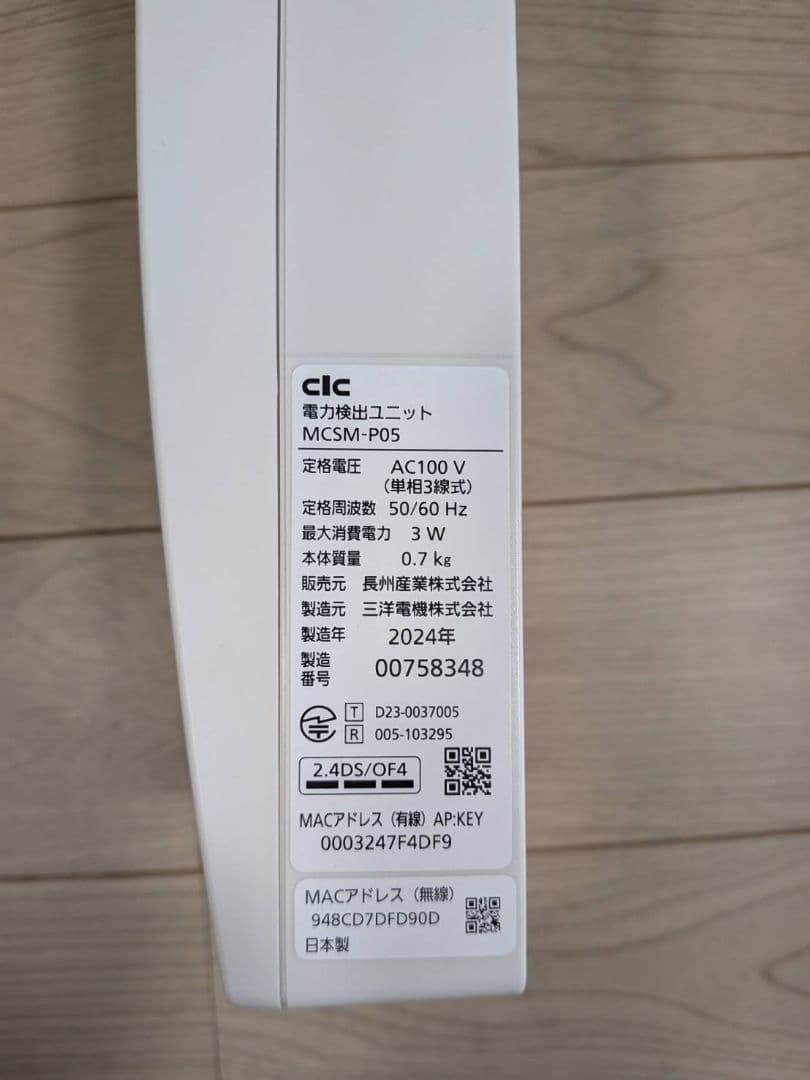 CIC
電力検出ユニット
MCSM-P05
定格電圧 AC100 V
(単相3線式)
定格周波数 50/60 Hz
最大消費電力 3 W
本体質量 0.7 kg
販売元 長州産業株式会社
製造元 三洋電機株式会社
製造年 2024年
製造番号 00758348
T D23-0037005
R 005-103295
2.4DS/OF4
MACアドレス（有線）AP:KEY
0003247F4DF9
MACアドレス（無線）
948CD7DFD90D
日本製